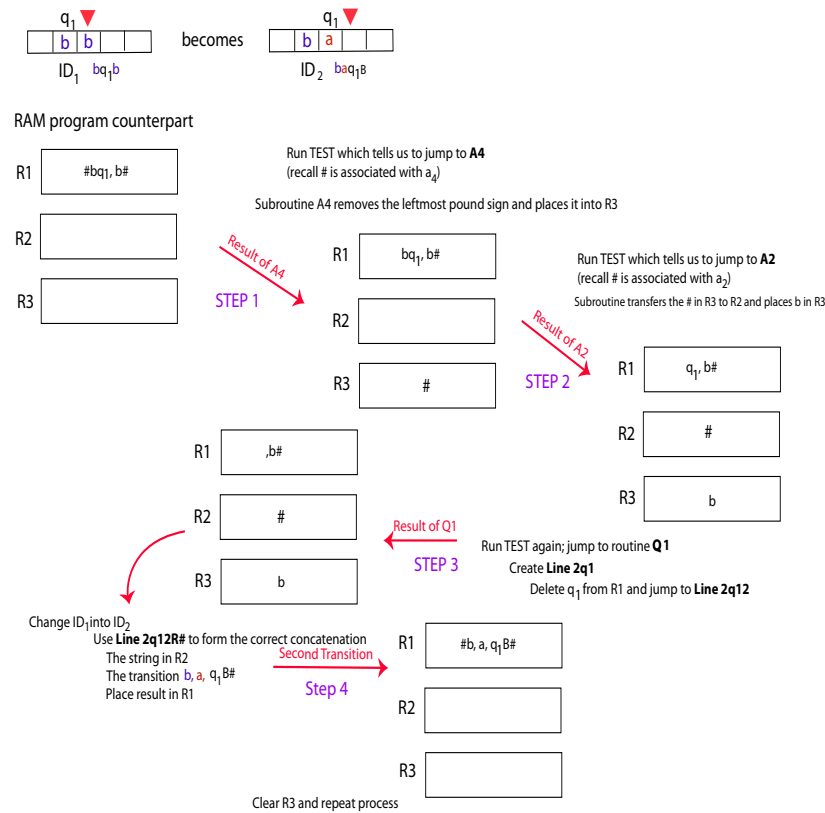 q1 q1
b b becomes b a
ID1 bq1b ID2 baq1B
RAM program counterpart
Run TEST which tells us to jump to A4
(recall # is associated with a4)
R1 #bq1, b#
Subroutine A4 removes the leftmost pound sign and places it into R3
R2
Result of A4
R1 bq1, b#
Run TEST which tells us to jump to A2
(recall # is associated with a2)
Subroutine transfers the # in R3 to R2 and places b in R3
R3
STEP 1
R2
Result of A2
R3 #
STEP 2
R1 q1, b#
R2 #
R3 b
R1 ,b#
R2 #
R3 b
Result of Q1
STEP 3
Run TEST again; jump to routine Q1
Create Line 2q1
Delete q1 from R1 and jump to Line 2q12
Change ID1 into ID2
Use Line 2q12R# to form the correct concatenation
The string in R2
The transition b, a, q1B#
Place result in R1
Second Transition
Step 4
R1 #b, a, q1B#
R2
R3
Clear R3 and repeat process